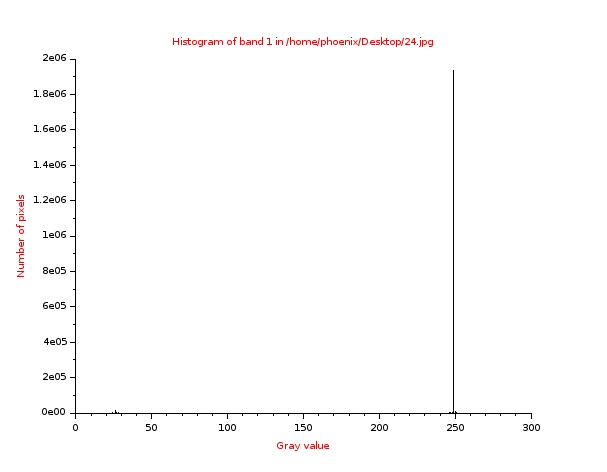 Histogram of band 1 in /home/phoenix/Desktop/24.jpg
2e06
1.8e06
1.6e06
1.4e06
1.2e06
1e06
8e05
6e05
4e05
2e05
0e00
Number of pixels
0 50 100 150 200 250 300
Gray value